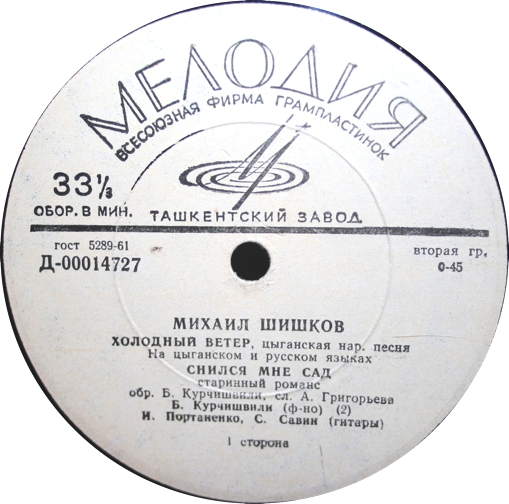 МЕЛОДИЯ
ВСЕСОЮЗНАЯ ФИРМА ГРАМПЛАСТИНОК
33⅓
ОБОР. В МИН.
ТАШКЕНТСКИЙ ЗАВОД
гост 5289-61
Д-00014727
вторая гр.
0-45
МИХАИЛ ШИШКОВ
ХОЛОДНЫЙ ВЕТЕР, цыганская нар. песня
На цыганском и русском языках
СНИЛСЯ МНЕ САД
старинный романс
обр. Б. Курчишвили, сл. А. Григорьева
Б. Курчишвили (ф-но) (2)
И. Портаненко, С. Савин (гитары)
1 сторона